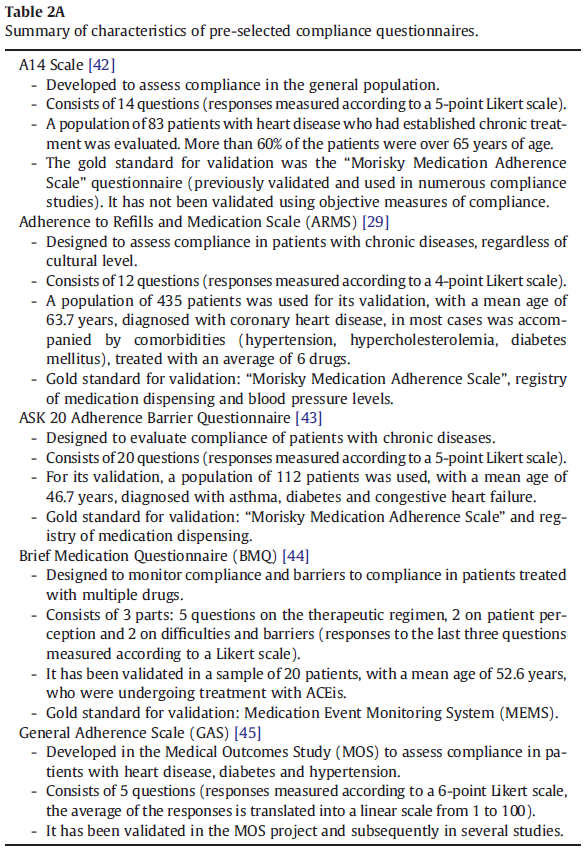 Table 2A
Summary of characteristics of pre-selected compliance questionnaires.
A14 Scale [42]
- Developed to assess compliance in the general population.
- Consists of 14 questions (responses measured according to a 5-point Likert scale).
- A population of 83 patients with heart disease who had established chronic treat-
ment was evaluated. More than 60% of the patients were over 65 years of age.
- The gold standard for validation was the “Morisky Medication Adherence
Scale” questionnaire (previously validated and used in numerous compliance
studies). It has not been validated using objective measures of compliance.
Adherence to Refills and Medication Scale (ARMS) [29]
- Designed to assess compliance in patients with chronic diseases, regardless of
cultural level.
- Consists of 12 questions (responses measured according to a 4-point Likert scale).
- A population of 435 patients was used for its validation, with a mean age of
63.7 years, diagnosed with coronary heart disease, in most cases was accom-
panied by comorbidities (hypertension, hypercholesterolemia, diabetes
mellitus), treated with an average of 6 drugs.
- Gold standard for validation: “Morisky Medication Adherence Scale”, registry
of medication dispensing and blood pressure levels.
ASK 20 Adherence Barrier Questionnaire [43]
- Designed to evaluate compliance of patients with chronic diseases.
- Consists of 20 questions (responses measured according to a 5-point Likert scale).
- For its validation, a population of 112 patients was used, with a mean age of
46.7 years, diagnosed with asthma, diabetes and congestive heart failure.
- Gold standard for validation: “Morisky Medication Adherence Scale” and reg-
istry of medication dispensing.
Brief Medication Questionnaire (BMQ) [44]
- Designed to monitor compliance and barriers to compliance in patients treated
with multiple drugs.
- Consists of 3 parts: 5 questions on the therapeutic regimen, 2 on patient per-
ception and 2 on difficulties and barriers (responses to the last three questions
measured according to a Likert scale).
- It has been validated in a sample of 20 patients, with a mean age of 52.6 years,
who were undergoing treatment with ACEis.
- Gold standard for validation: Medication Event Monitoring System (MEMS).
General Adherence Scale (GAS) [45]
- Developed in the Medical Outcomes Study (MOS) to assess compliance in pa-
tients with heart disease, diabetes and hypertension.
- Consists of 5 questions (responses measured according to a 6-point Likert scale,
the average of the responses is translated into a linear scale from 1 to 100).
- It has been validated in the MOS project and subsequently in several studies.